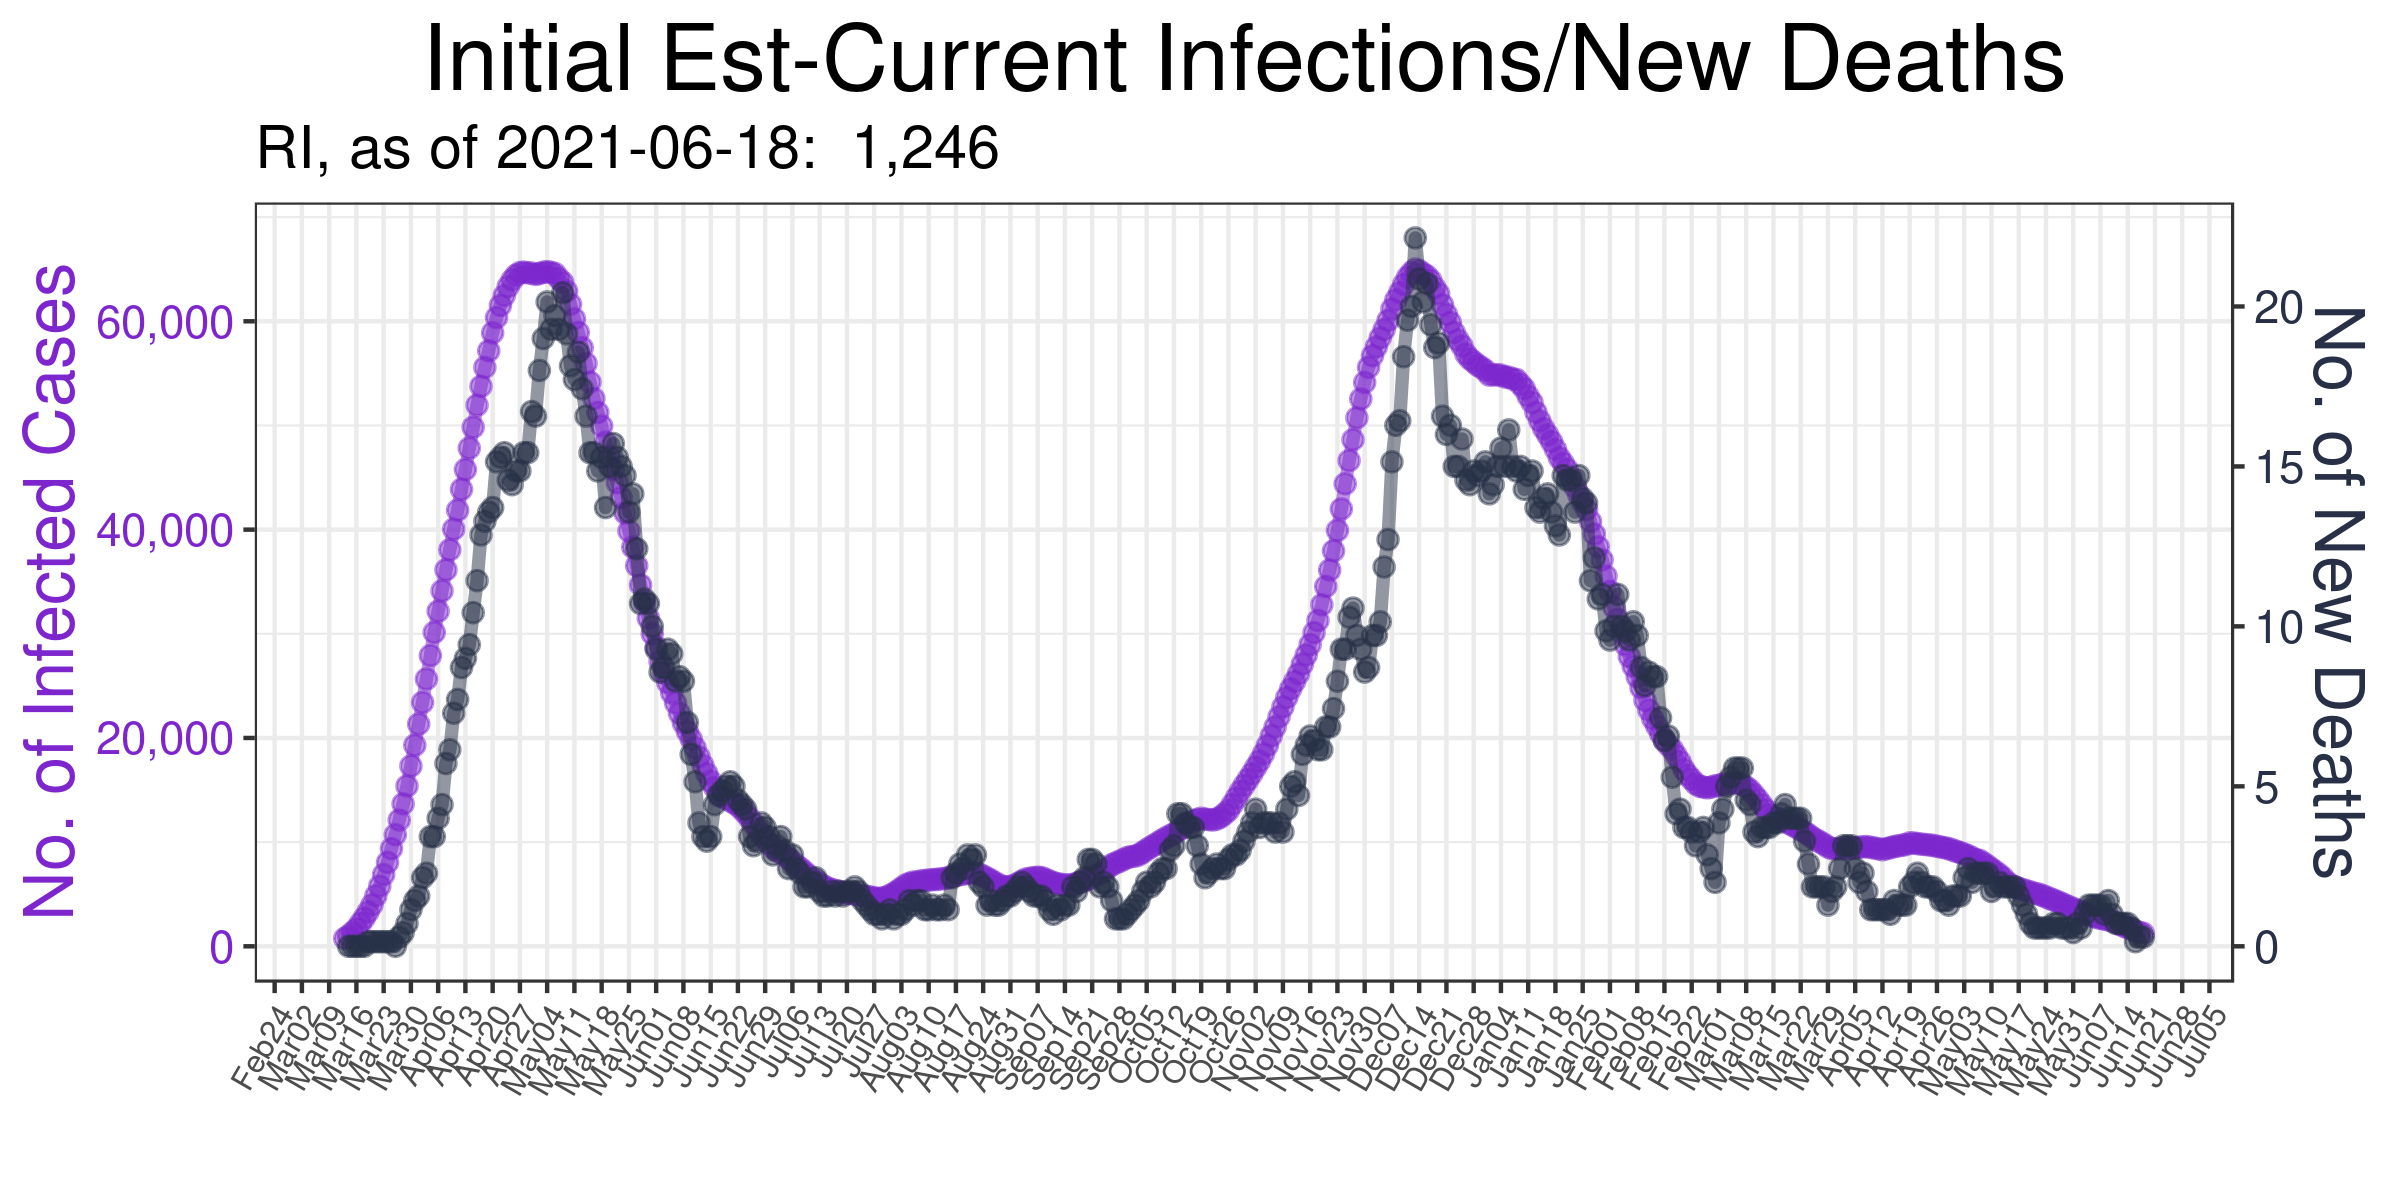 Initial Est-Current Infections/New Deaths
RI, as of 2021-06-18:  1,246
No. of Infected Cases
60,000
40,000
20,000
0
20
15
10
5
0
No. of New Deaths
Feb24
Mar02
Mar09
Mar16
Mar23
Mar30
Apr06
Apr13
Apr20
Apr27
May04
May11
May18
May25
Jun01
Jun08
Jun15
Jun22
Jun29
Jul06
Jul13
Jul20
Jul27
Aug03
Aug10
Aug17
Aug24
Aug31
Sep07
Sep14
Sep21
Sep28
Oct05
Oct12
Oct19
Oct26
Nov02
Nov09
Nov16
Nov23
Nov30
Dec07
Dec14
Dec21
Dec28
Jan04
Jan11
Jan18
Jan25
Feb01
Feb08
Feb15
Feb22
Mar01
Mar08
Mar15
Mar22
Mar29
Apr05
Apr12
Apr19
Apr26
May03
May10
May17
May24
May31
Jun07
Jun14
Jun21
Jun28
Jul05